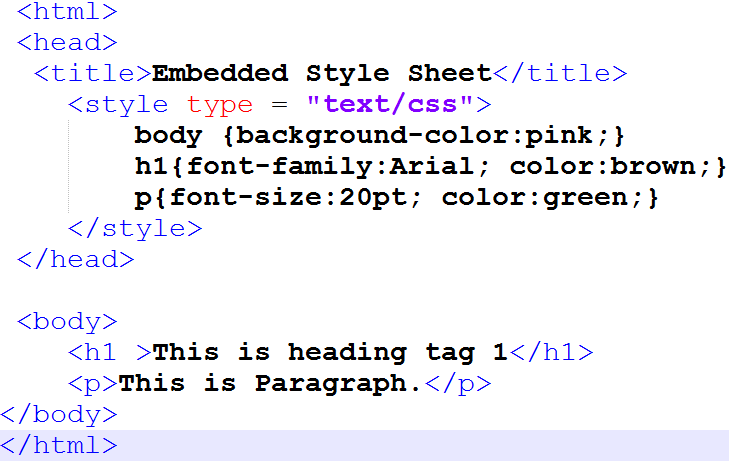 <html>
<head>
<title>Embedded Style Sheet</title>
<style type = "text/css">
body {background-color:pink;}
h1{font-family:Arial; color:brown;}
p{font-size:20pt; color:green;}
</style>
</head>
<body>
<h1 >This is heading tag 1</h1>
<p>This is Paragraph.</p>
</body>
</html>